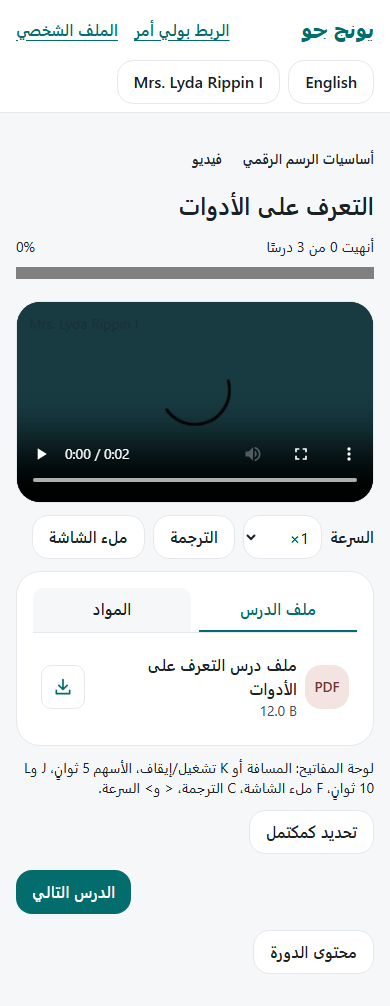 يونج جو
الربط بولي أمر
الملف الشخصي
English
Mrs. Lyda Rippin I
أساسيات الرسم الرقمي
فيديو
التعرف على الأدوات
أنهيت 0 من 3 درسًا
0%
Mrs. Lyda Rippin I
0:00 / 0:02
السرعة
1×
الترجمة
ملء الشاشة
ملف الدرس
المواد
PDF
ملف درس التعرف على
الأدوات
12.0 B
لوحة المفاتيح: المسافة أو K تشغيل/إيقاف، الأسهم 5 ثوانٍ، J وL
10 ثوانٍ، F ملء الشاشة، C الترجمة، < و> السرعة.
تحديد كمكتمل
الدرس التالي
محتوى الدورة